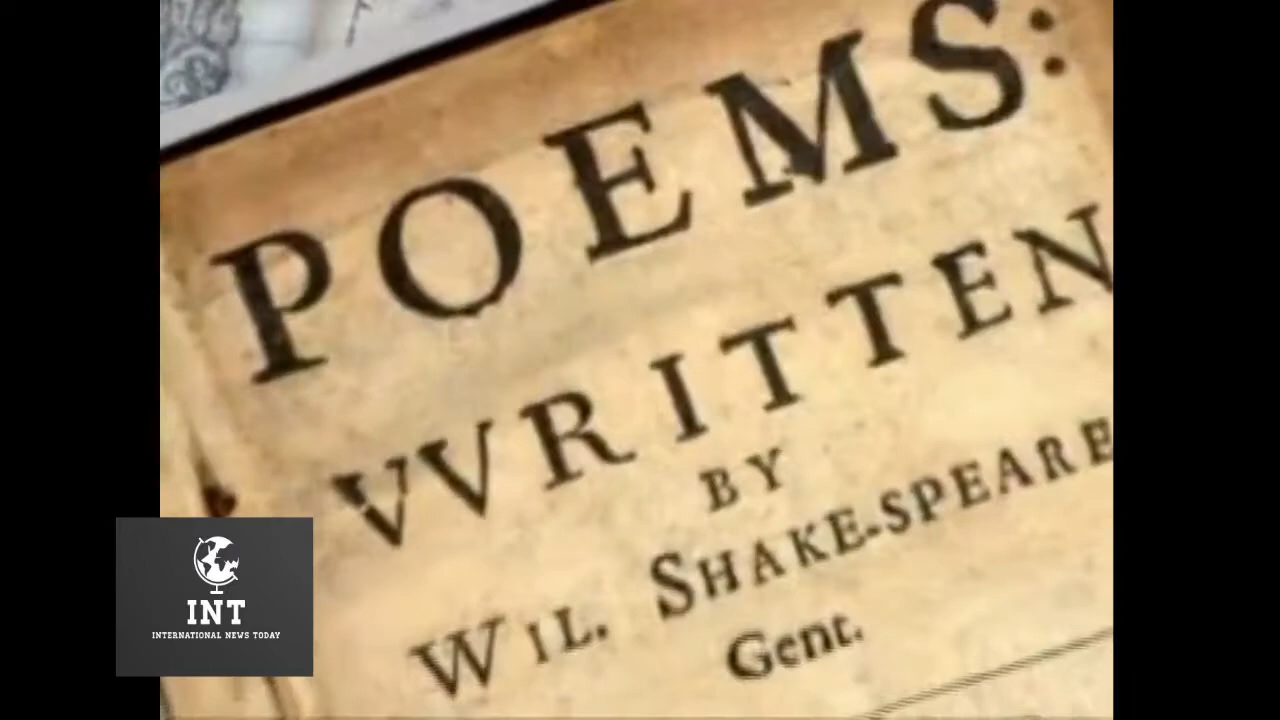 POEMS:
VVRITTEN
BY
WIL. SHAKE-SPEARE
Gent.
INT
INTERNATIONAL NEWS TODAY